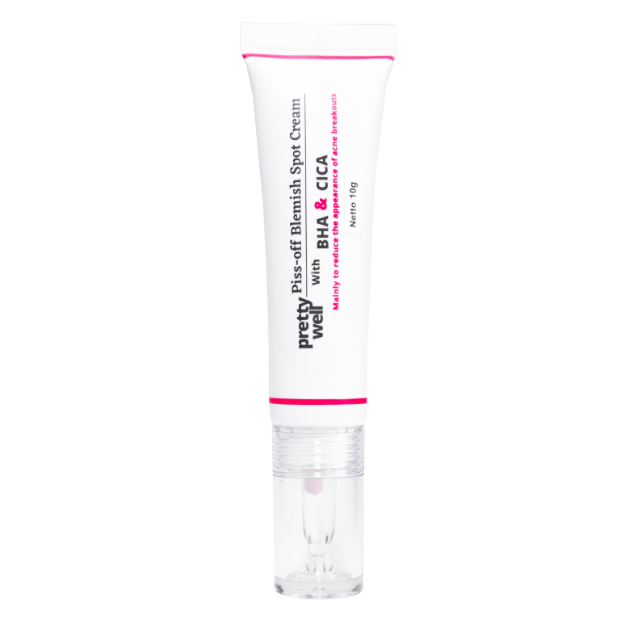 pretty
well
Piss-off Blemish Spot Cream
With BHA & CICA
Mainly to reduce the appearance of acne breakouts
Netto 10g